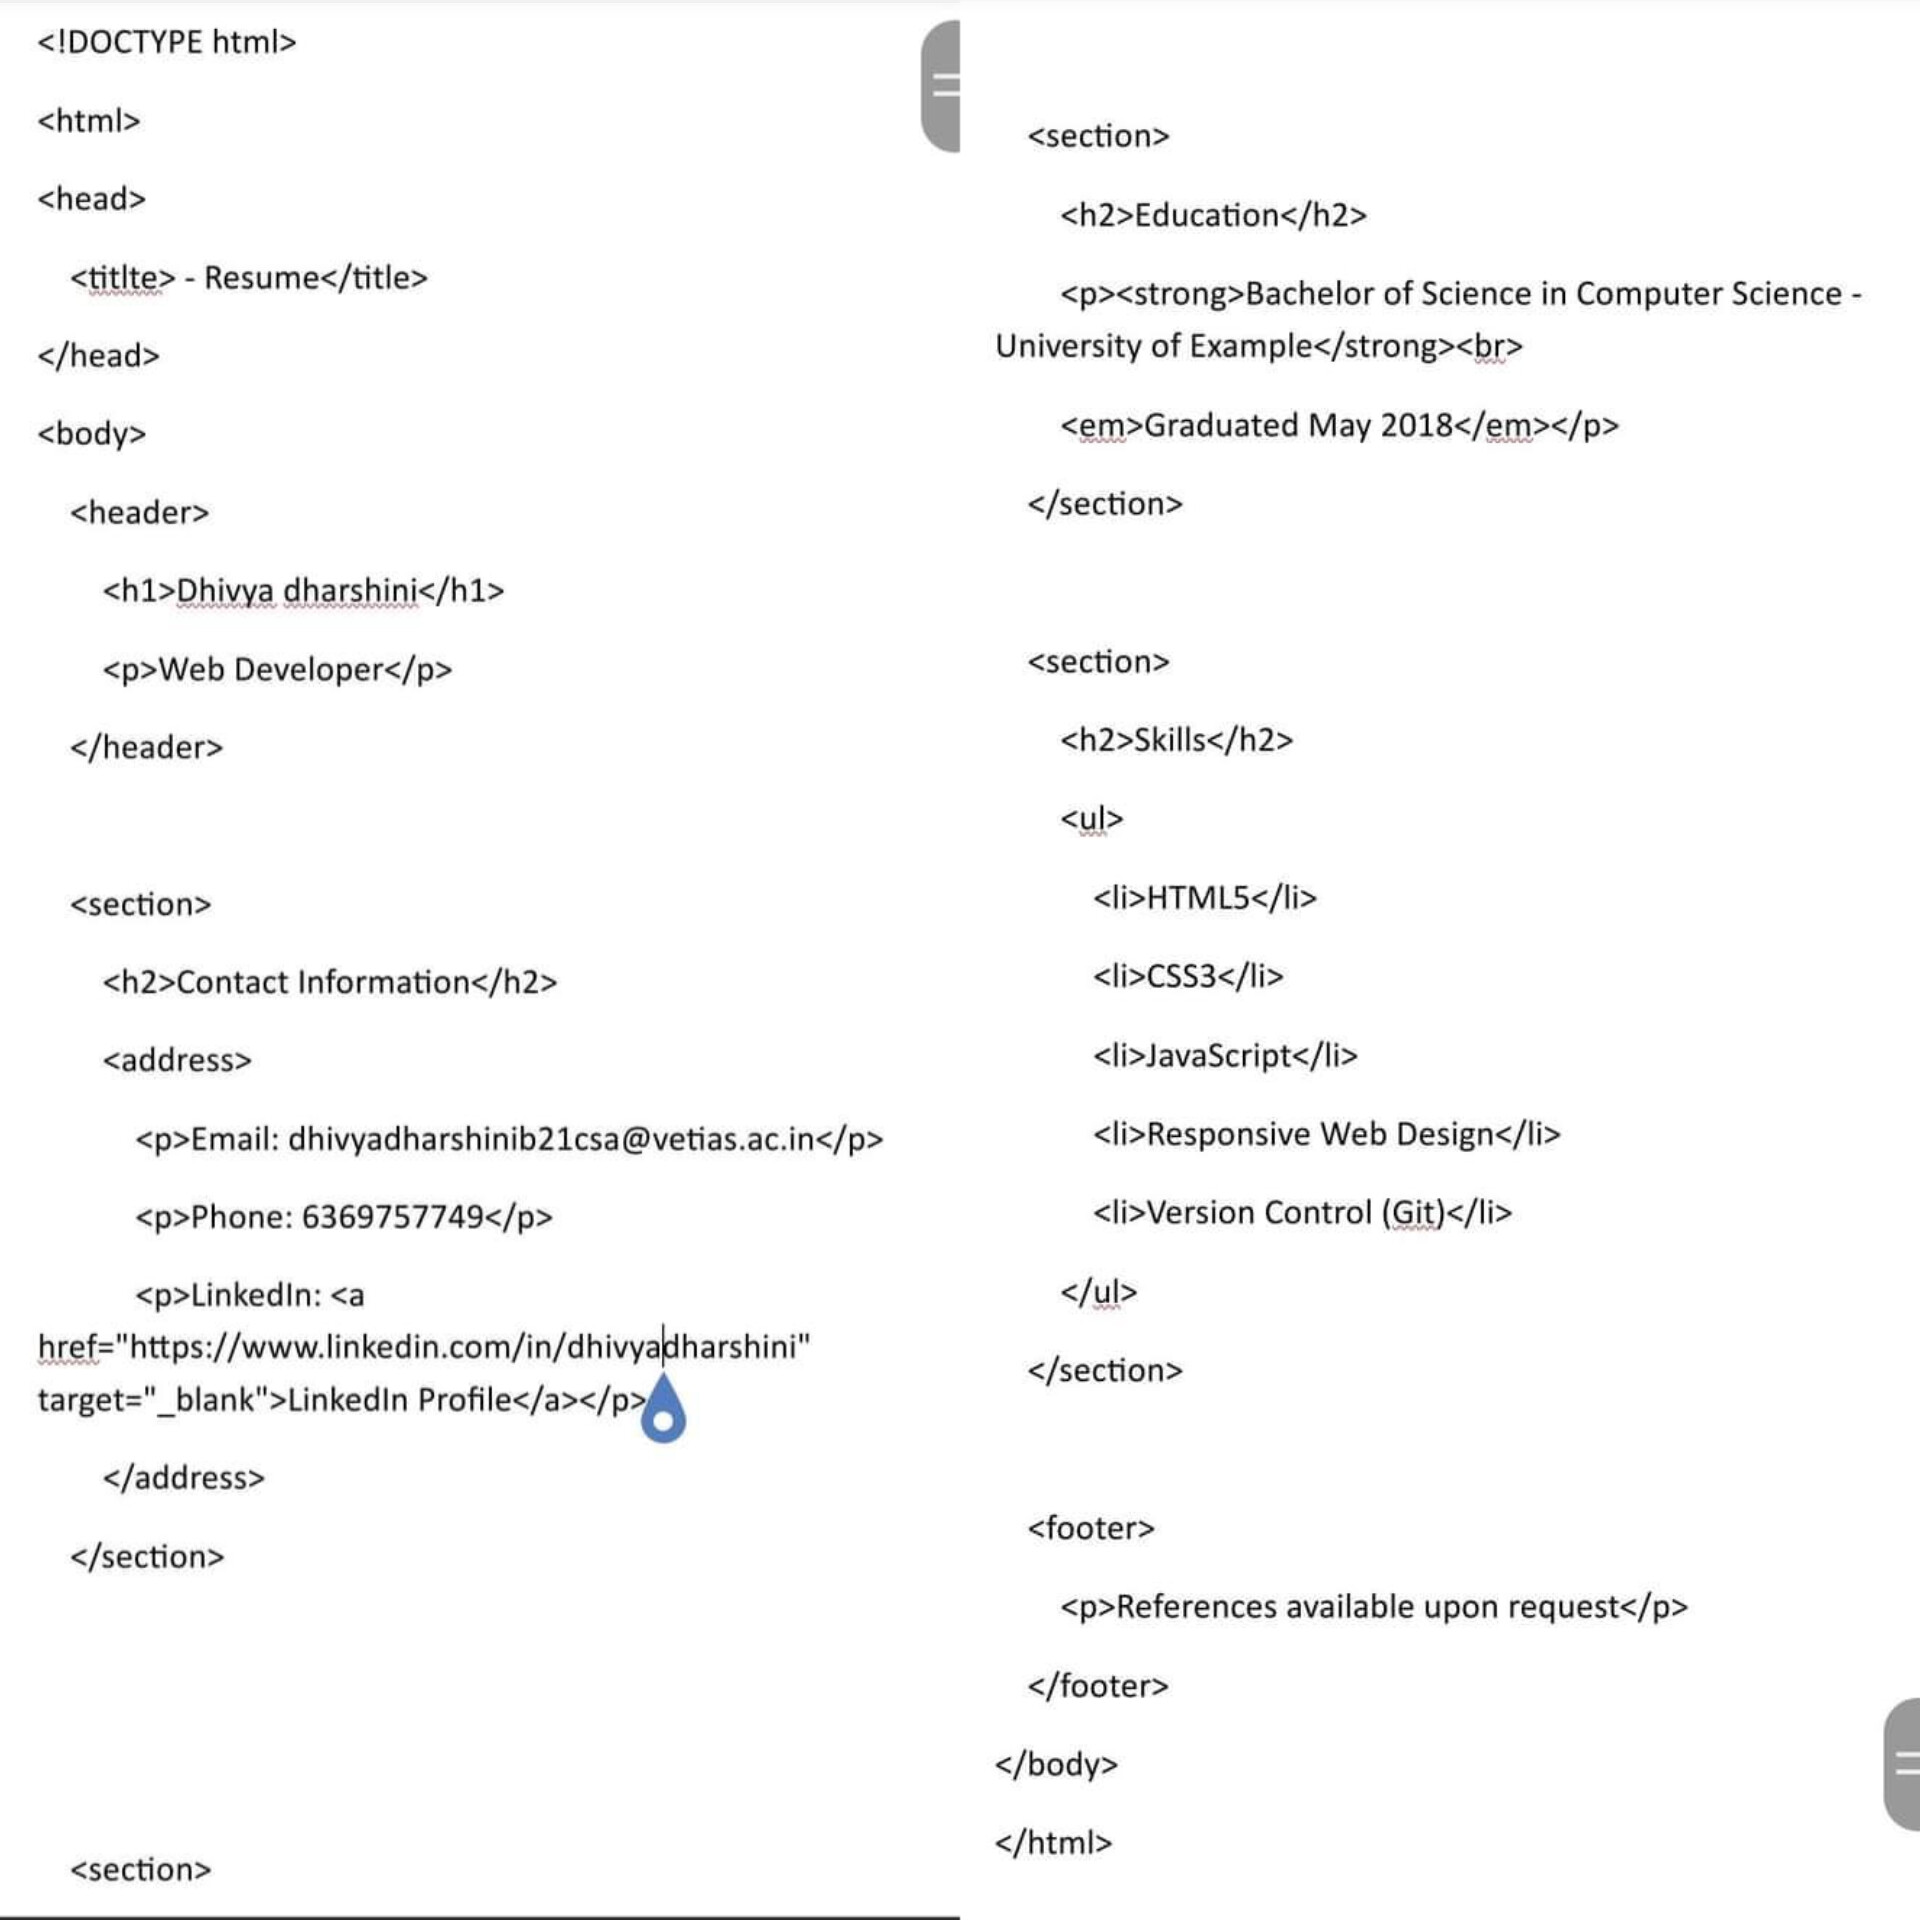 <!DOCTYPE html>
<html>
<head>
<titlte> - Resume</title>
</head>
<body>
<header>
<h1>Dhivya dharshini</h1>
<p>Web Developer</p>
</header>
<section>
<h2>Contact Information</h2>
<address>
<p>Email: dhivyadharshinib21csa@vetias.ac.in</p>
<p>Phone: 6369757749</p>
<p>LinkedIn: <a
href="https://www.linkedin.com/in/dhivyadharshini"
target="_blank">LinkedIn Profile</a></p>
</address>
</section>
<section>
<section>
<h2>Education</h2>
<p><strong>Bachelor of Science in Computer Science -
University of Example</strong><br>
<em>Graduated May 2018</em></p>
</section>
<section>
<h2>Skills</h2>
<ul>
<li>HTML5</li>
<li>CSS3</li>
<li>JavaScript</li>
<li>Responsive Web Design</li>
<li>Version Control (Git)</li>
</ul>
</section>
<footer>
<p>References available upon request</p>
</footer>
</body>
</html>